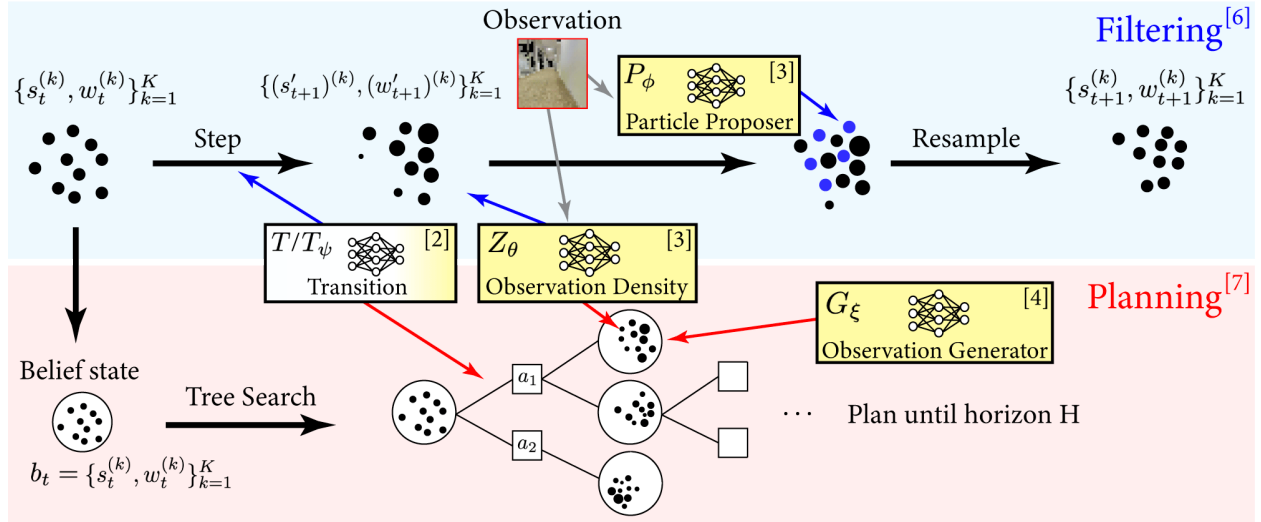 Observation
Filtering[6]
{s_t^{(k)}, w_t^{(k)}}_{k=1}^K
{(s'_{t+1})^{(k)}, (w'_{t+1})^{(k)}}_{k=1}^K
P_ϕ [3]
Particle Proposer
{s_{t+1}^{(k)}, w_{t+1}^{(k)}}_{k=1}^K
Step
Resample
T/T_ψ [2]
Transition
Z_θ [3]
Observation Density
G_ξ [4]
Observation Generator
Planning[7]
Belief state
Tree Search
a_1
a_2
⋯ Plan until horizon H
b_t = {s_t^{(k)}, w_t^{(k)}}_{k=1}^K